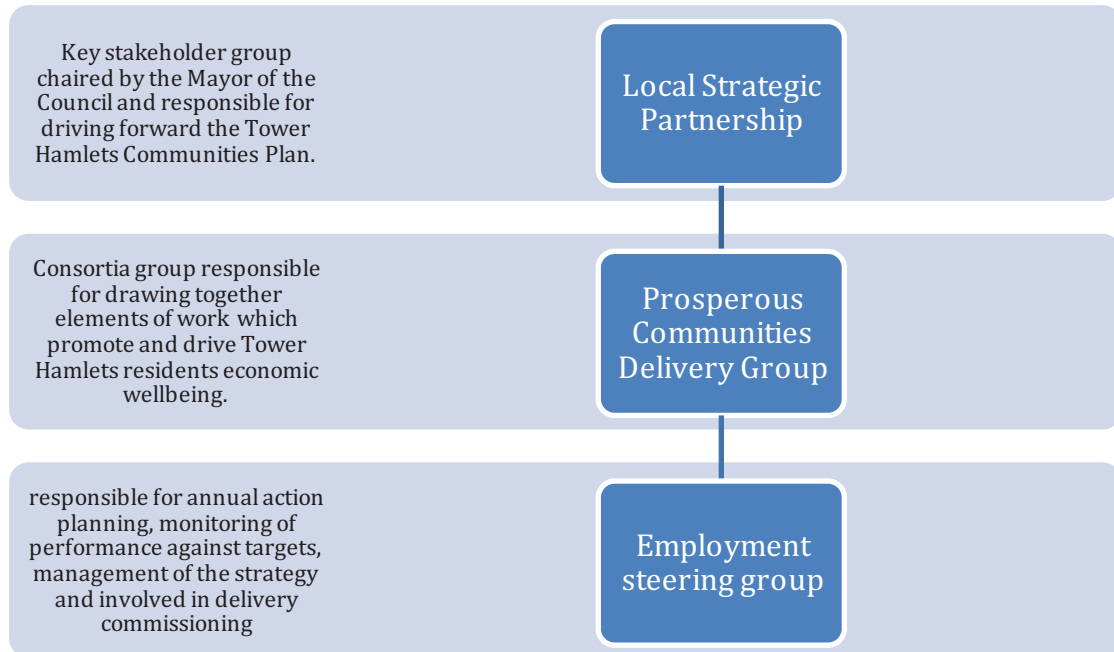 Key stakeholder group
chaired by the Mayor of the
Council and responsible for
driving forward the Tower
Hamlets Communities Plan.
Local Strategic
Partnership
Consortia group responsible
for drawing together
elements of work which
promote and drive Tower
Hamlets residents economic
wellbeing.
Prosperous
Communities
Delivery Group
responsible for annual action
planning, monitoring of
performance against targets,
management of the strategy
and involved in delivery
commissioning
Employment
steering group